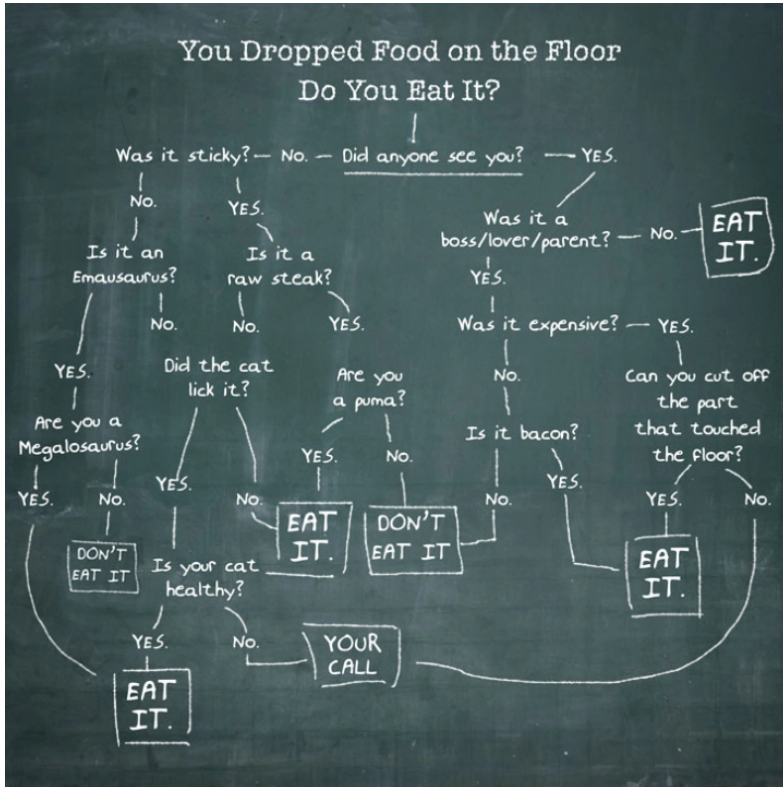 You Dropped Food on the Floor
Do You Eat It?
Was it sticky? — No. — Did anyone see you? — YES.
No.
YES.
Was it a
boss/lover/parent? — No. —
EAT
IT.
Is it an
Emausaurus?
Is it a
raw steak?
YES.
No.
No.
YES.
Was it expensive? — YES.
YES.
Did the cat
lick it?
Are you
a puma?
No.
Can you cut off
the part
that touched
the floor?
Are you a
Megalosaurus?
Is it bacon?
YES.
No.
YES.
No.
YES.
No.
No.
YES.
YES.
No.
EAT
IT.
DON'T
EAT IT
DON'T
EAT IT
Is your cat
healthy?
EAT
IT.
YES.
No.
YOUR
CALL
EAT
IT.